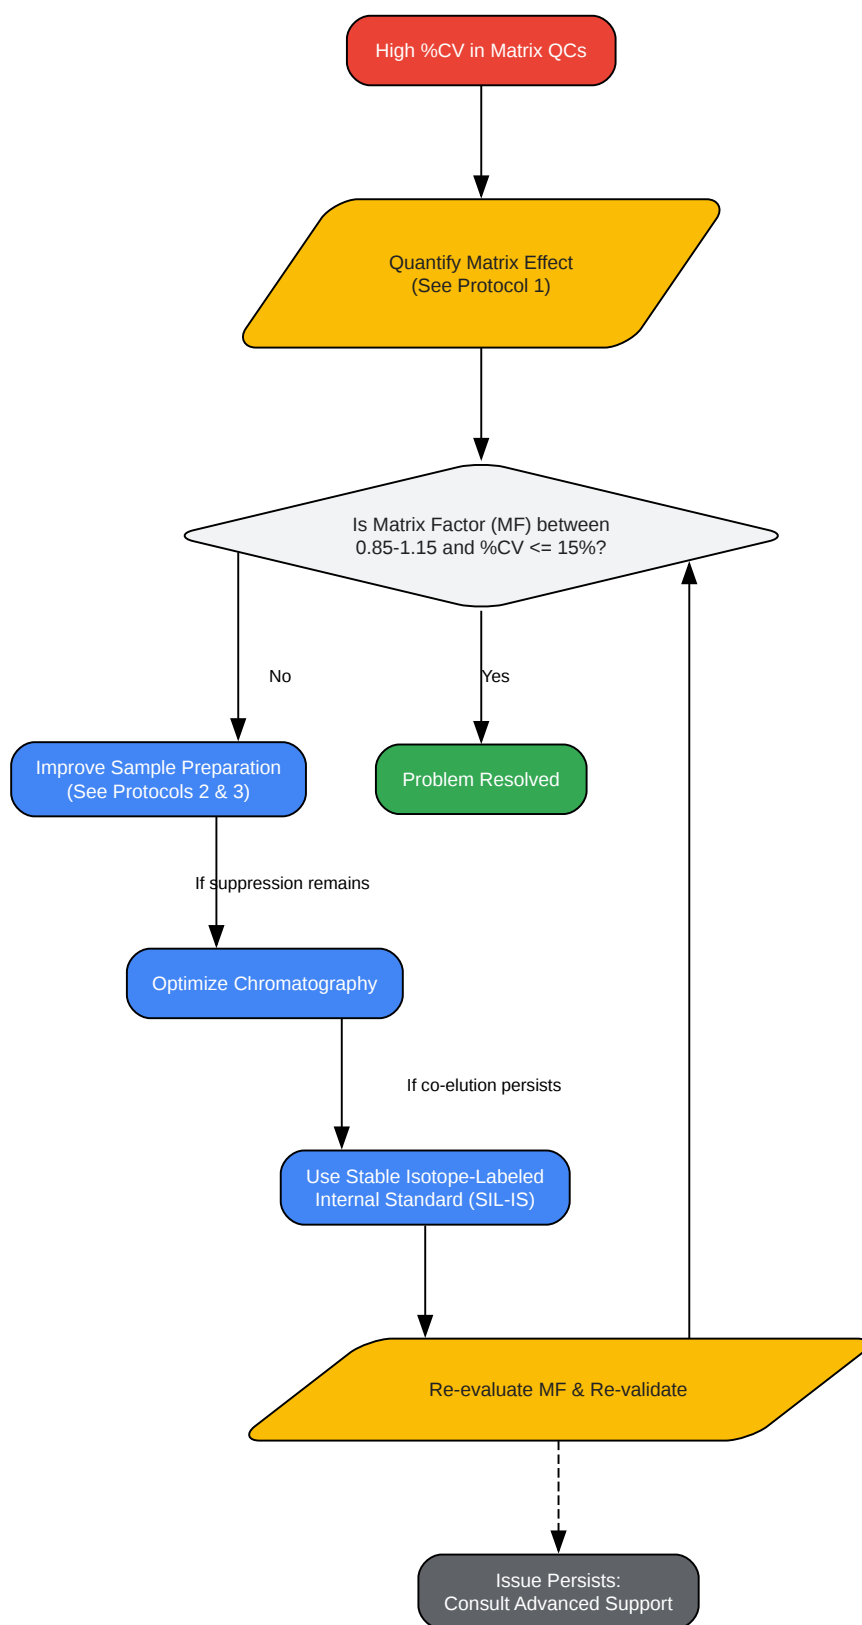 High %CV in Matrix QCs
Quantify Matrix Effect
(See Protocol 1)
Is Matrix Factor (MF) between
0.85-1.15 and %CV <= 15%?
No
Yes
Improve Sample Preparation
(See Protocols 2 & 3)
Problem Resolved
If suppression remains
Optimize Chromatography
If co-elution persists
Use Stable Isotope-Labeled
Internal Standard (SIL-IS)
Re-evaluate MF & Re-validate
Issue Persists:
Consult Advanced Support